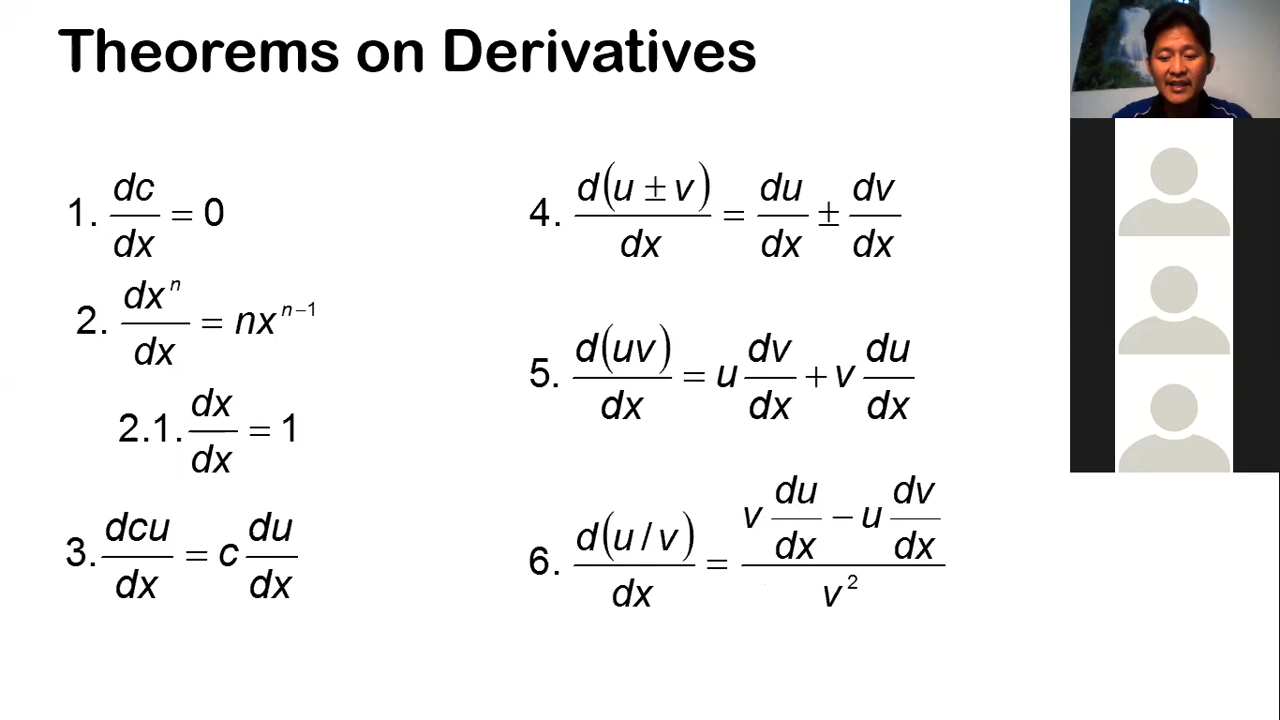 Theorems on Derivatives
1. dc/dx = 0
2. dxⁿ/dx = nxⁿ⁻¹
2.1. dx/dx = 1
3. dcu/dx = c du/dx
4. d(u ± v)/dx = du/dx ± dv/dx
5. d(uv)/dx = u dv/dx + v du/dx
6. d(u / v)/dx = (v du/dx − u dv/dx)/v²